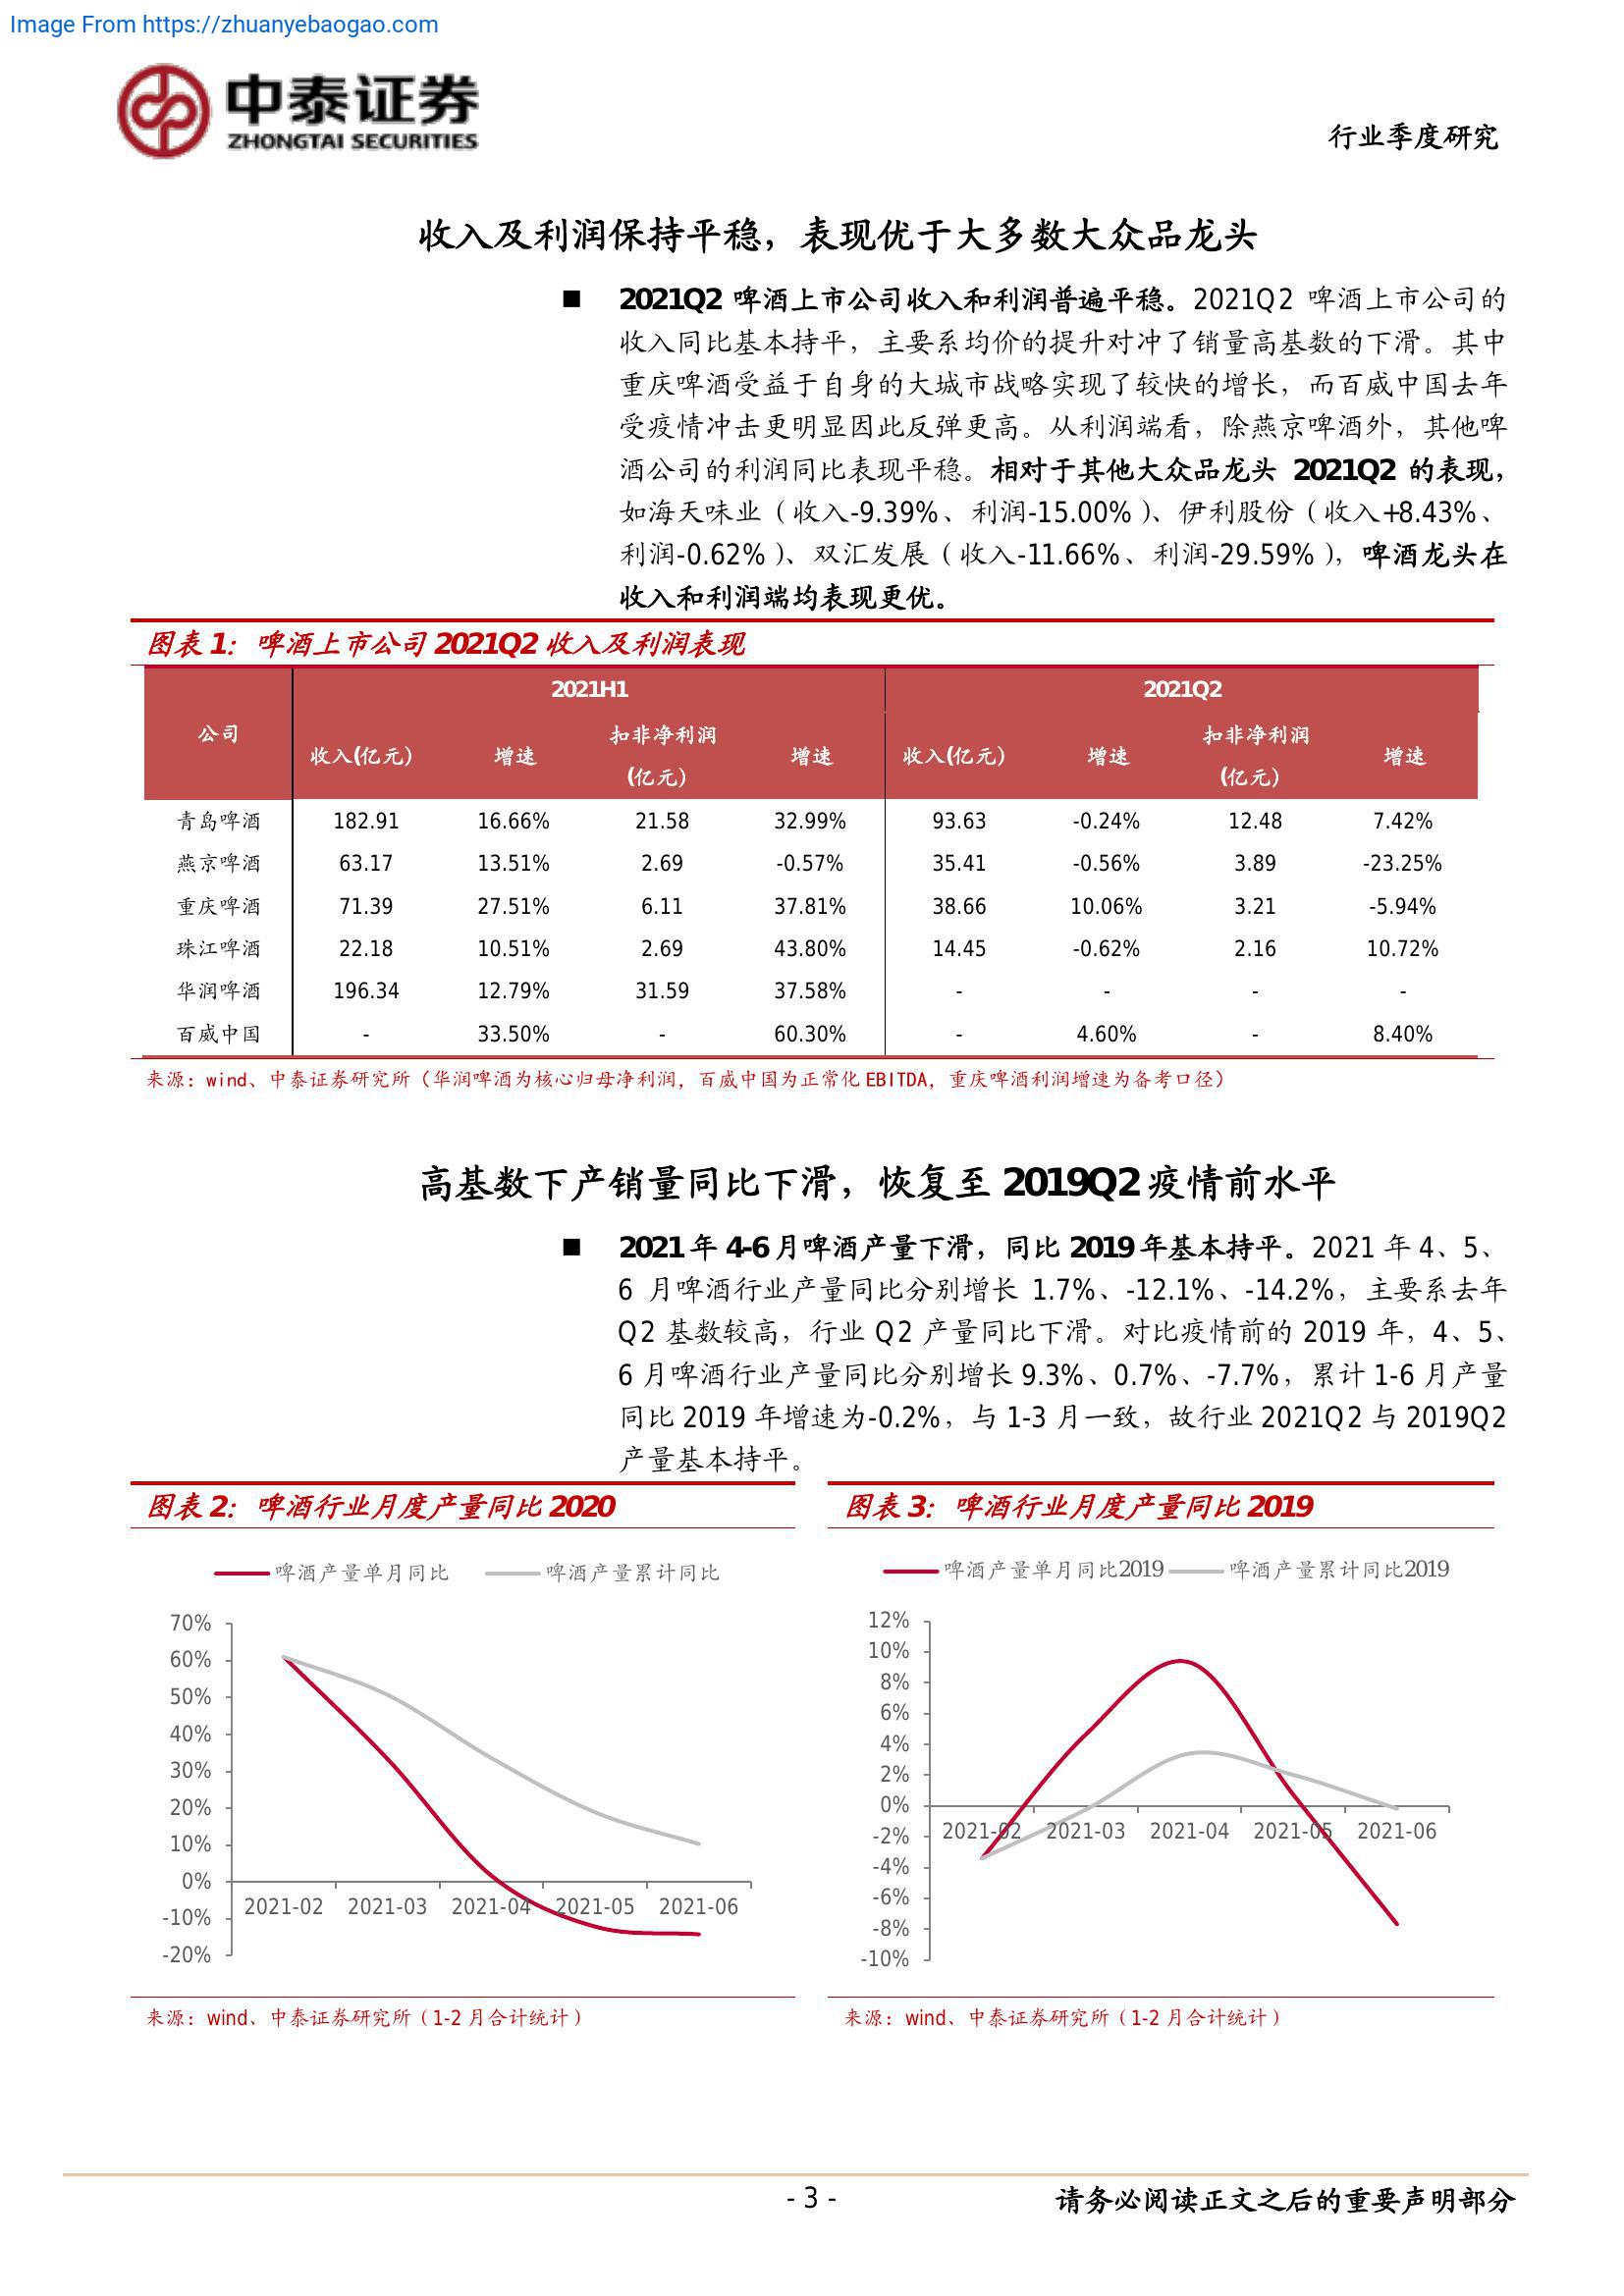 Image From https://zhuanyebaogao.com
中泰证券
ZHONGTAI SECURITIES
行业季度研究
收入及利润保持平稳，表现优于大多数大众品龙头
■ 2021Q2 啤酒上市公司收入和利润普遍平稳。2021Q2 啤酒上市公司的
收入同比基本持平，主要系均价的提升对冲了销量高基数的下滑。其中
重庆啤酒受益于自身的大城市战略实现了较快的增长，而百威中国去年
受疫情冲击更明显因此反弹更高。从利润端看，除燕京啤酒外，其他啤
酒公司的利润同比表现平稳。相对于其他大众品龙头 2021Q2 的表现，
如海天味业（收入-9.39%、利润-15.00%）、伊利股份（收入+8.43%、
利润-0.62%）、双汇发展（收入-11.66%、利润-29.59%），啤酒龙头在
收入和利润端均表现更优。
图表 1：啤酒上市公司 2021Q2 收入及利润表现
公司 2021H1 2021Q2
收入(亿元) 增速 扣非净利润(亿元) 增速 收入(亿元) 增速 扣非净利润(亿元) 增速
青岛啤酒 182.91 16.66% 21.58 32.99% 93.63 -0.24% 12.48 7.42%
燕京啤酒 63.17 13.51% 2.69 -0.57% 35.41 -0.56% 3.89 -23.25%
重庆啤酒 71.39 27.51% 6.11 37.81% 38.66 10.06% 3.21 -5.94%
珠江啤酒 22.18 10.51% 2.69 43.80% 14.45 -0.62% 2.16 10.72%
华润啤酒 196.34 12.79% 31.59 37.58% - - - -
百威中国 - 33.50% - 60.30% - 4.60% - 8.40%
来源：wind、中泰证券研究所（华润啤酒为核心归母净利润，百威中国为正常化 EBITDA，重庆啤酒利润增速为备考口径）
高基数下产销量同比下滑，恢复至 2019Q2 疫情前水平
■ 2021 年 4-6 月啤酒产量下滑，同比 2019 年基本持平。2021 年 4、5、
6 月啤酒行业产量同比分别增长 1.7%、-12.1%、-14.2%，主要系去年
Q2 基数较高，行业 Q2 产量同比下滑。对比疫情前的 2019 年，4、5、
6 月啤酒行业产量同比分别增长 9.3%、0.7%、-7.7%，累计 1-6 月产量
同比 2019 年增速为-0.2%，与 1-3 月一致，故行业 2021Q2 与 2019Q2
产量基本持平。
图表 2：啤酒行业月度产量同比 2020
啤酒产量单月同比 啤酒产量累计同比
70%
60%
50%
40%
30%
20%
10%
0%
-10%
-20%
2021-02 2021-03 2021-04 2021-05 2021-06
来源：wind、中泰证券研究所（1-2 月合计统计）
图表 3：啤酒行业月度产量同比 2019
啤酒产量单月同比2019 啤酒产量累计同比2019
12%
10%
8%
6%
4%
2%
0%
-2%
-4%
-6%
-8%
-10%
2021-02 2021-03 2021-04 2021-05 2021-06
来源：wind、中泰证券研究所（1-2 月合计统计）
- 3 -
请务必阅读正文之后的重要声明部分